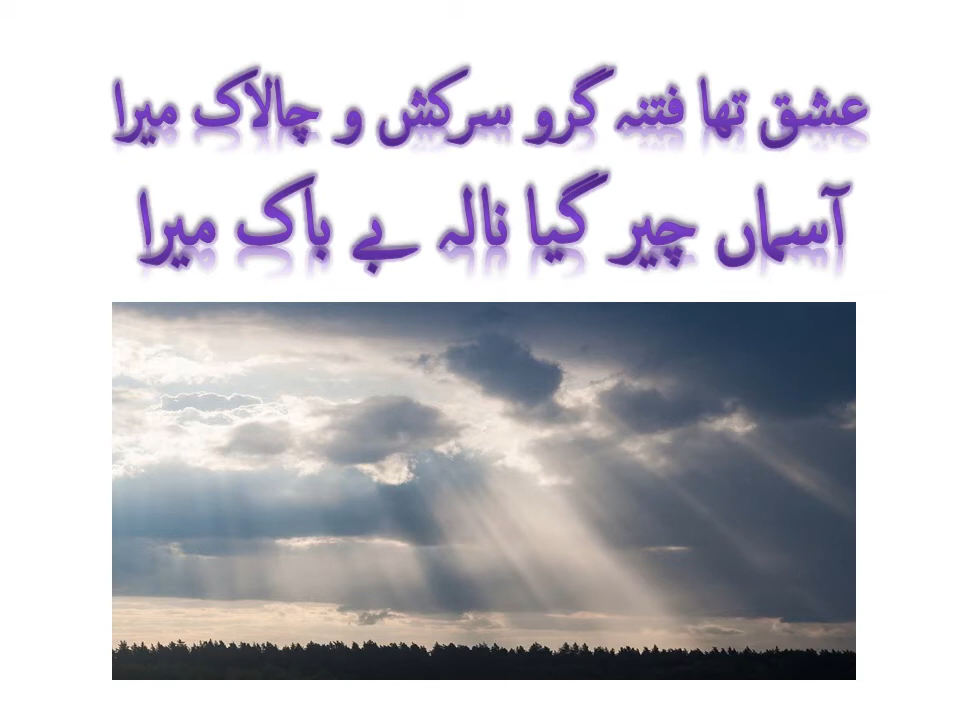 عشق تھا فتنہ گرو سرکش و چالاک میرا
آسماں چیر گیا نالہ بے باک میرا